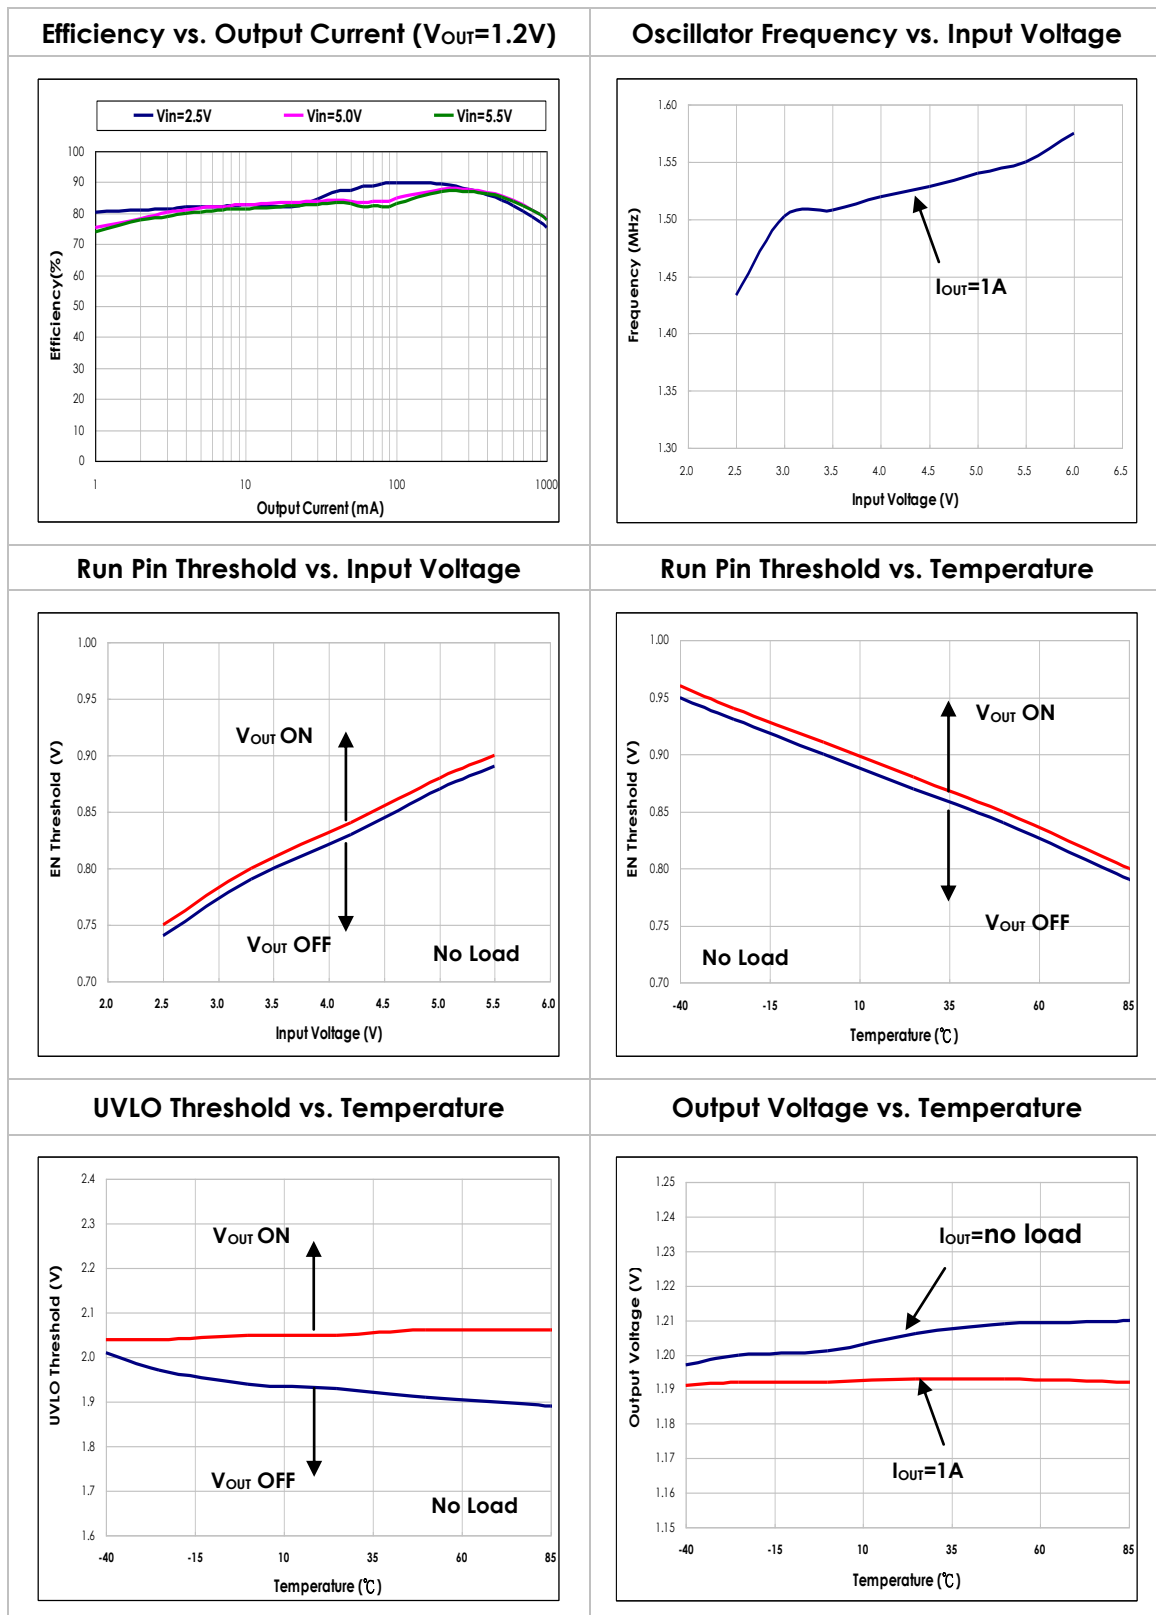 Efficiency vs. Output Current (VOUT=1.2V)
Vin=2.5V Vin=5.0V Vin=5.5V
100
90
80
70
60
50
40
30
20
10
0
Efficiency(%)
1 10 100 1000
Output Current (mA)
Oscillator Frequency vs. Input Voltage
1.60
1.55
1.50
1.45
1.40
1.35
1.30
Frequency (MHz)
IOUT=1A
2.0 2.5 3.0 3.5 4.0 4.5 5.0 5.5 6.0 6.5
Input Voltage (V)
Run Pin Threshold vs. Input Voltage
1.00
0.95
0.90
0.85
0.80
0.75
0.70
EN Threshold (V)
VOUT ON
VOUT OFF
No Load
2.0 2.5 3.0 3.5 4.0 4.5 5.0 5.5 6.0
Input Voltage (V)
Run Pin Threshold vs. Temperature
1.00
0.95
0.90
0.85
0.80
0.75
0.70
EN Threshold (V)
VOUT ON
VOUT OFF
No Load
-40 -15 10 35 60 85
Temperature (℃)
UVLO Threshold vs. Temperature
2.4
2.3
2.2
2.1
2.0
1.9
1.8
1.7
1.6
UVLO Threshold (V)
VOUT ON
VOUT OFF
No Load
-40 -15 10 35 60 85
Temperature (℃)
Output Voltage vs. Temperature
1.25
1.24
1.23
1.22
1.21
1.20
1.19
1.18
1.17
1.16
1.15
Output Voltage (V)
IOUT=no load
IOUT=1A
-40 -15 10 35 60 85
Temperature (℃)